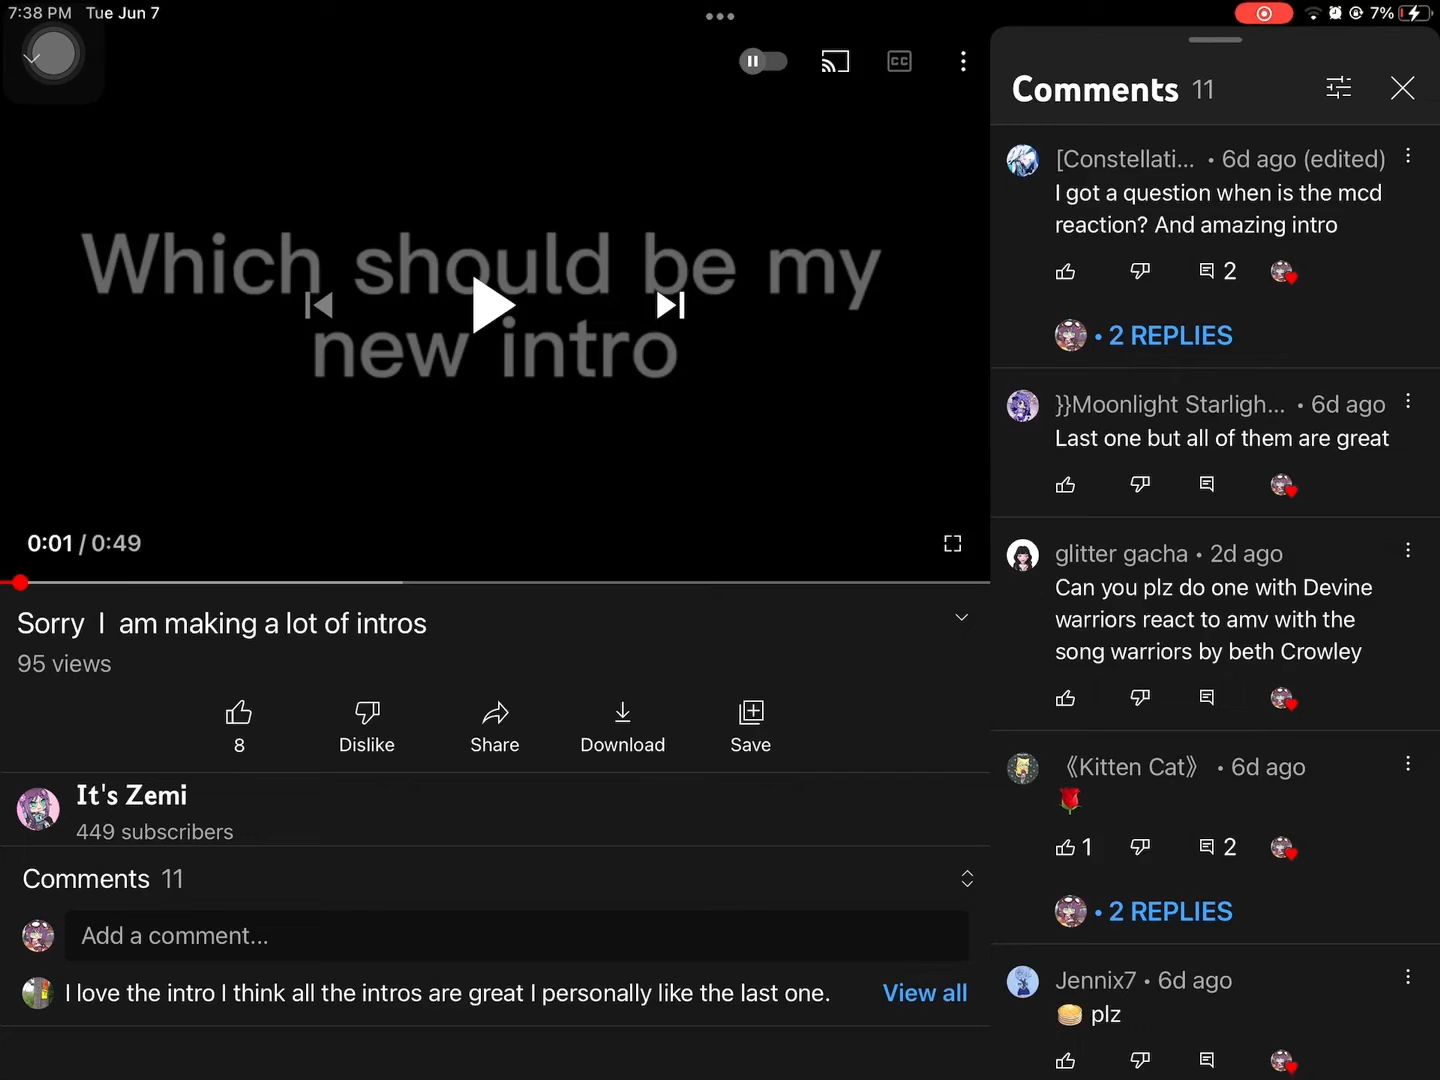 7:38 PM Tue Jun 7
7%
CC
Which should be my
new intro
0:01 / 0:49
Sorry I am making a lot of intros
95 views
8
Dislike
Share
Download
Save
It's Zemi
449 subscribers
Comments 11
Add a comment...
I love the intro I think all the intros are great I personally like the last one.
View all
Comments 11
[Constellati... • 6d ago (edited)
I got a question when is the mcd
reaction? And amazing intro
2
• 2 REPLIES
}}Moonlight Starligh... • 6d ago
Last one but all of them are great
glitter gacha • 2d ago
Can you plz do one with Devine
warriors react to amv with the
song warriors by beth Crowley
《Kitten Cat》 • 6d ago
🌹
1 2
• 2 REPLIES
Jennix7 • 6d ago
🥞 plz